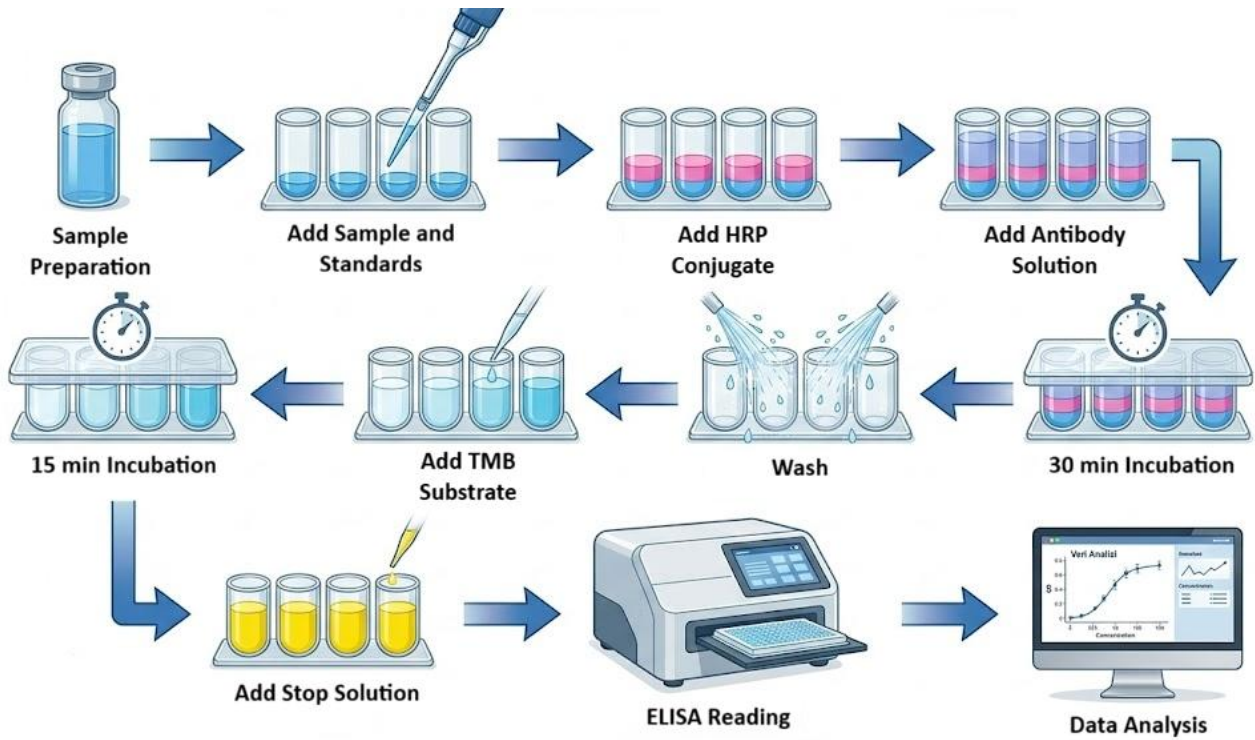 Sample
Preparation
Add Sample and
Standards
Add HRP
Conjugate
Add Antibody
Solution
30 min Incubation
Wash
Add TMB
Substrate
15 min Incubation
Add Stop Solution
ELISA Reading
Veri Analizi
S
Data Analysis